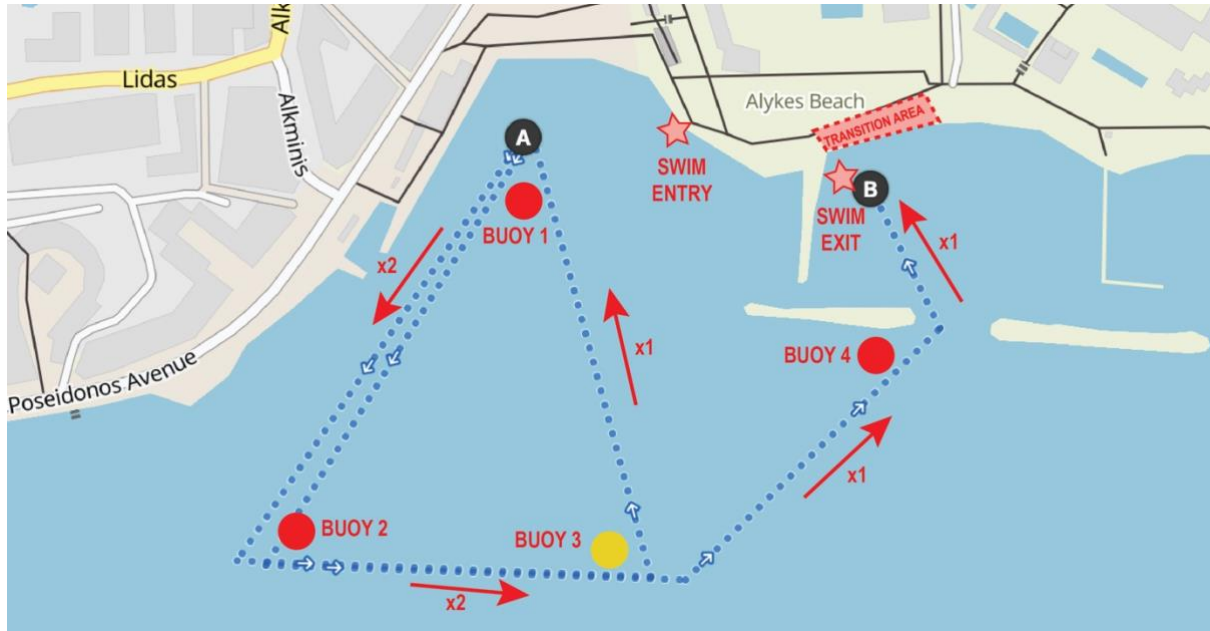 Alk
Lidas
Alkminis
Poseidonos Avenue
A
BUOY 1
x2
SWIM
ENTRY
Alykes Beach
TRANSITION AREA
B
SWIM
EXIT
x1
x1
BUOY 4
x1
BUOY 2
BUOY 3
x2